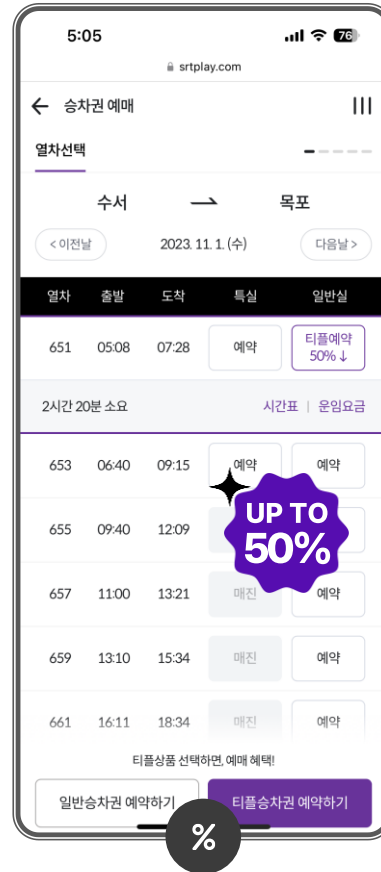 5:05
76
srtplay.com
← 승차권 예매
열차선택
수서 → 목포
< 이전날 2023. 11. 1. (수) 다음날 >
열차 출발 도착 특실 일반실
651 05:08 07:28 예약 티플예약 50% ↓
2시간 20분 소요 시간표 | 운임요금
653 06:40 09:15 예약 예약
655 09:40 12:09
UP TO
50%
657 11:00 13:21 매진 예약
659 13:10 15:34 매진 예약
661 16:11 18:34 매진 예약
티플상품 선택하면, 예매 혜택!
일반승차권 예약하기 티플승차권 예약하기
%